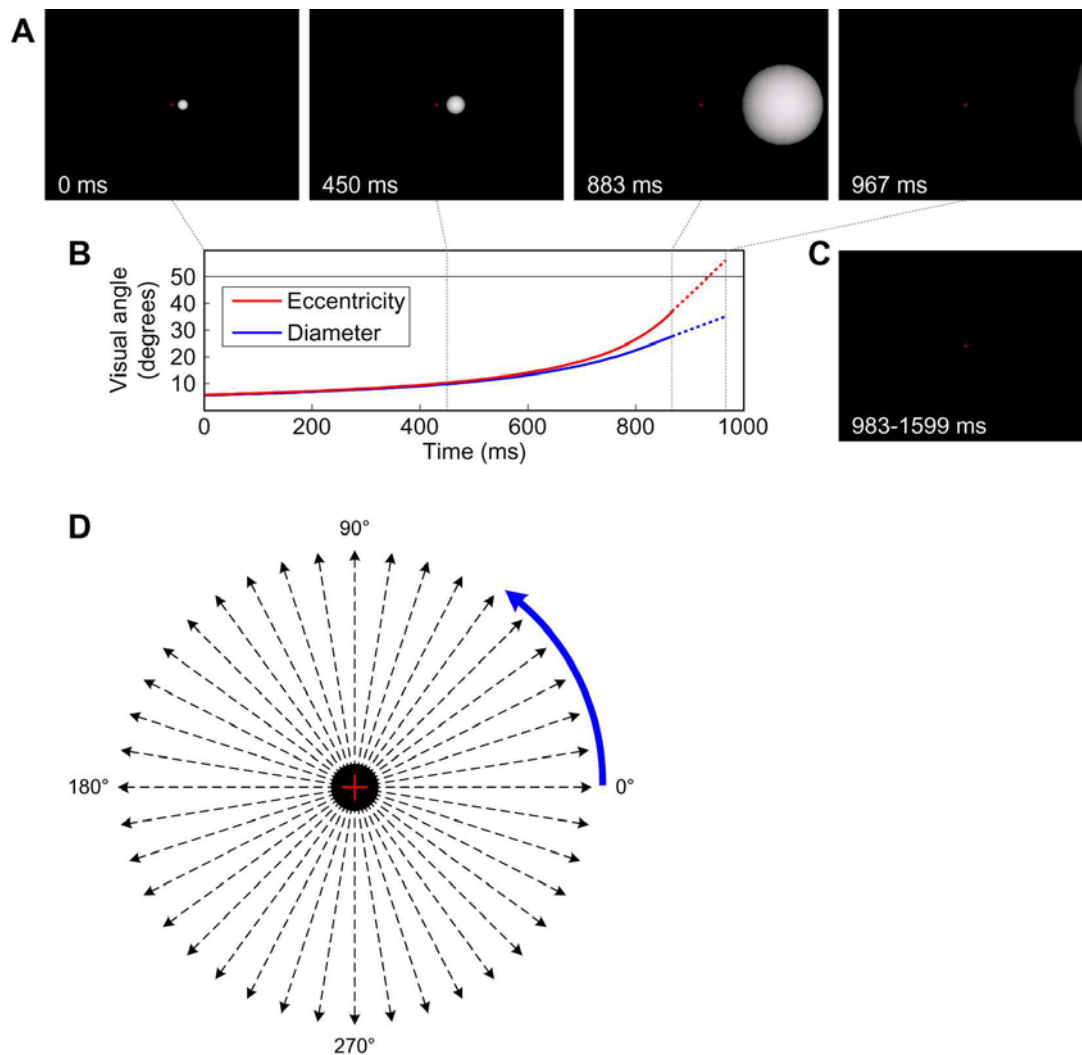 A
0 ms
450 ms
883 ms
967 ms
B
Visual angle
(degrees)
50
40
30
20
10
Eccentricity
Diameter
0
200
400
600
800
1000
Time (ms)
C
983-1599 ms
D
90°
180°
0°
270°